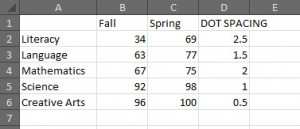 A B C D E
1 Fall Spring DOT SPACING
2 Literacy 34 69 2.5
3 Language 63 77 1.5
4 Mathematics 67 75 2
5 Science 92 98 1
6 Creative Arts 96 100 0.5
7